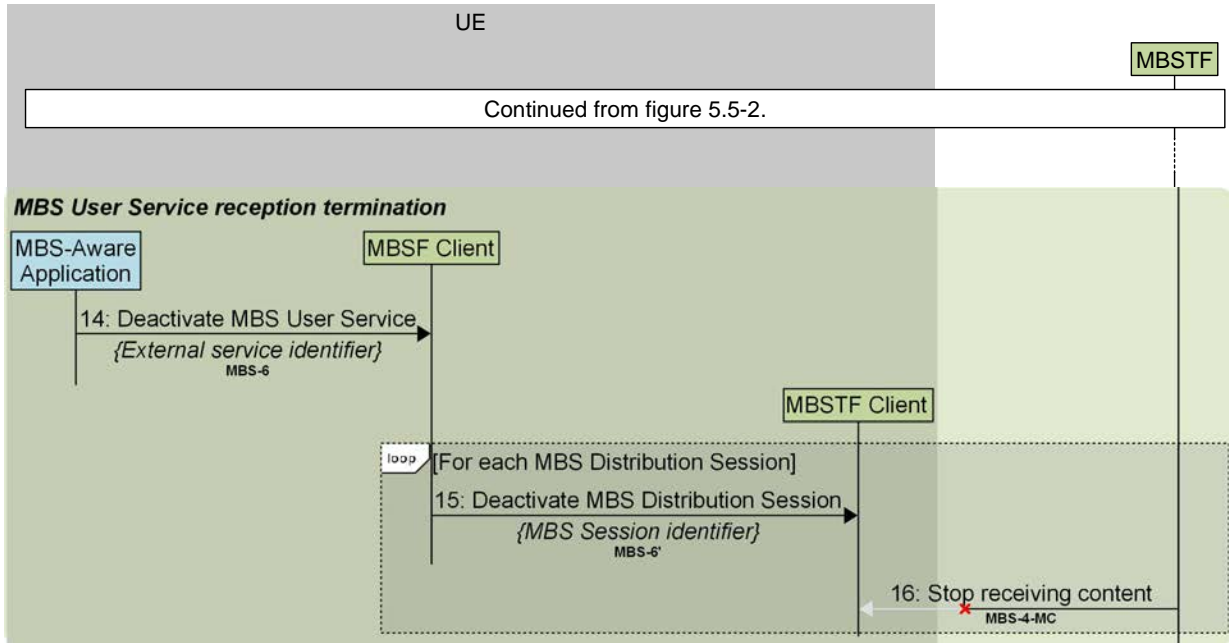 UE
MBSTF
Continued from figure 5.5-2.
MBS User Service reception termination
MBS-Aware
Application
MBSF Client
14: Deactivate MBS User Service
{External service identifier}
MBS-6
MBSTF Client
loop
[For each MBS Distribution Session]
15: Deactivate MBS Distribution Session
{MBS Session identifier}
MBS-6'
16: Stop receiving content
MBS-4-MC